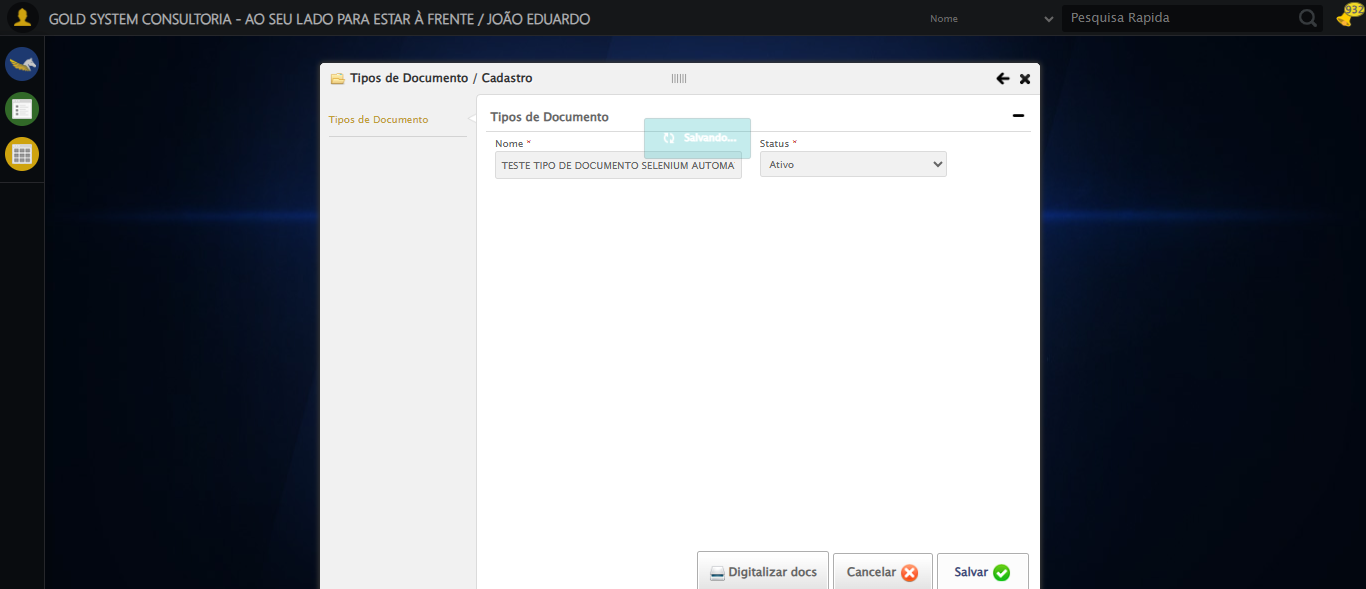 GOLD SYSTEM CONSULTORIA - AO SEU LADO PARA ESTAR À FRENTE / JOÃO EDUARDO
Nome
Pesquisa Rapida
932
Tipos de Documento / Cadastro
Tipos de Documento
Tipos de Documento
Salvando...
Nome *
Status *
TESTE TIPO DE DOCUMENTO SELENIUM AUTOMA
Ativo
Digitalizar docs
Cancelar
Salvar